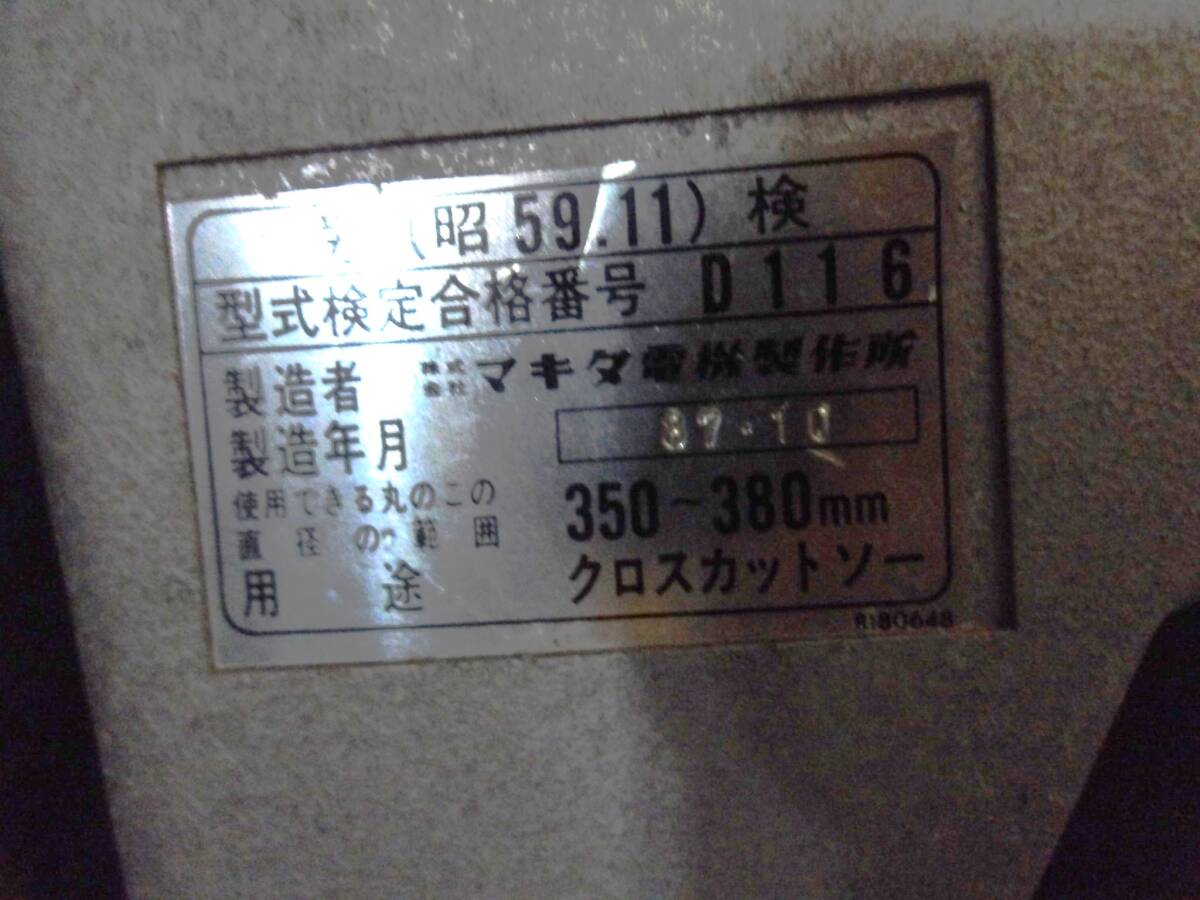 （昭59.11）検
型式検定合格番号 D116
製造者 株式会社 マキタ電機製作所
製造年月 87.10
使用できる丸のこの直径の範囲 350～380mm
用途 クロスカットソー
R180648